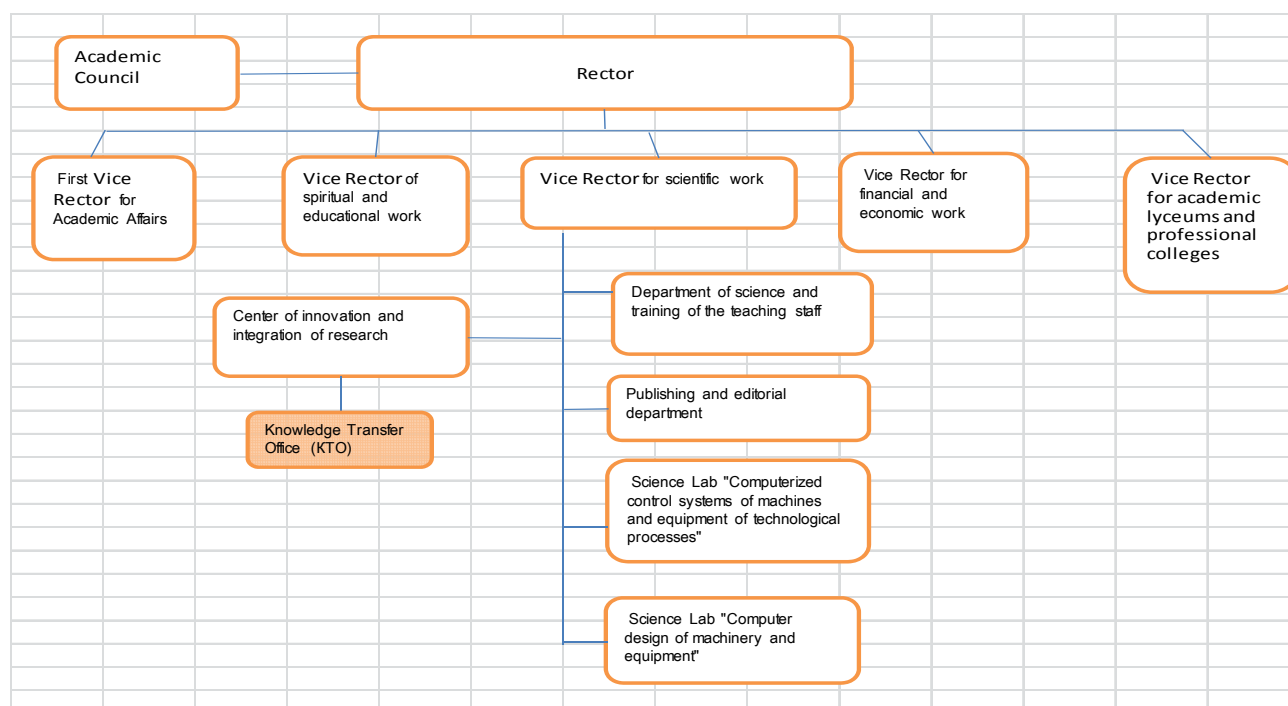 Academic
Council
Rector
First Vice
Rector for
Academic Affairs
Vice Rector of
spiritual and
educational work
Vice Rector for scientific work
Vice Rector for
financial and
economic work
Vice Rector
for academic
lyceums and
professional
colleges
Department of science and
training of the teaching staff
Center of innovation and
integration of research
Publishing and editorial
department
Knowledge Transfer
Office (KTO)
Science Lab "Computerized
control systems of machines
and equipment of technological
processes"
Science Lab "Computer
design of machinery and
equipment"